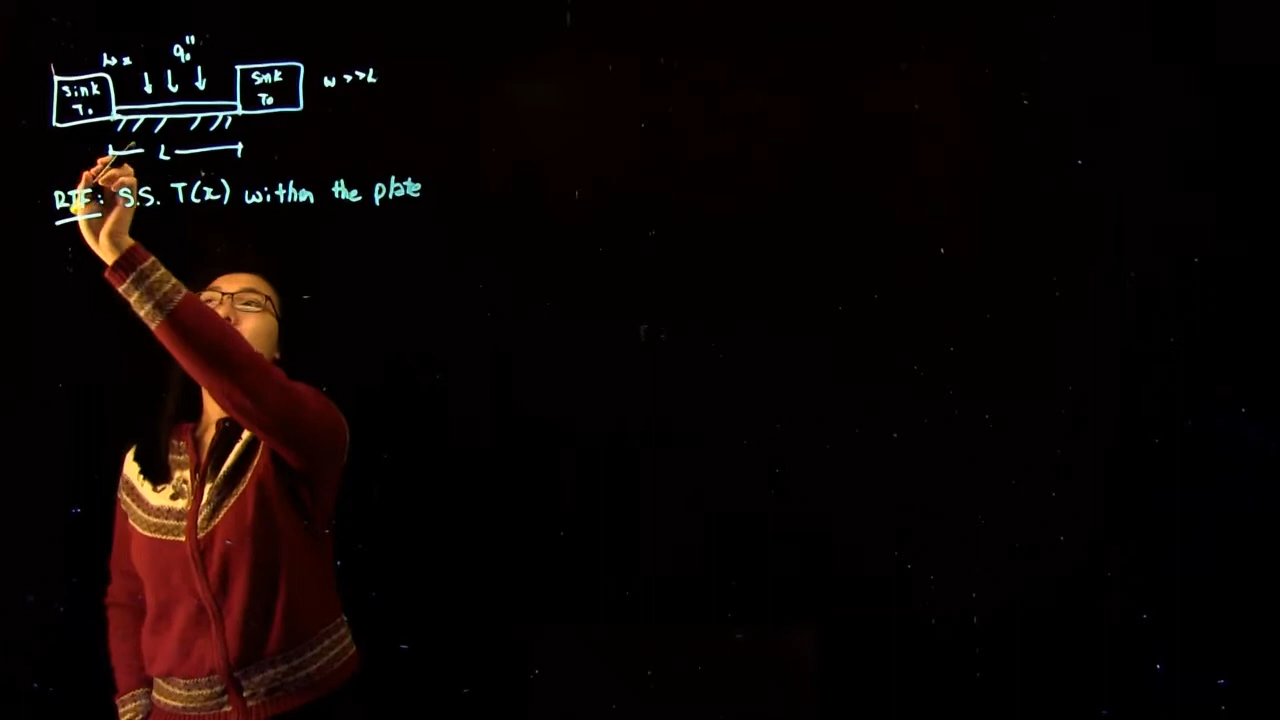 x
q₀''
Sink
T₀
Sink
T₀
w >> L
L
RTF: S.S. T(x) within the plate